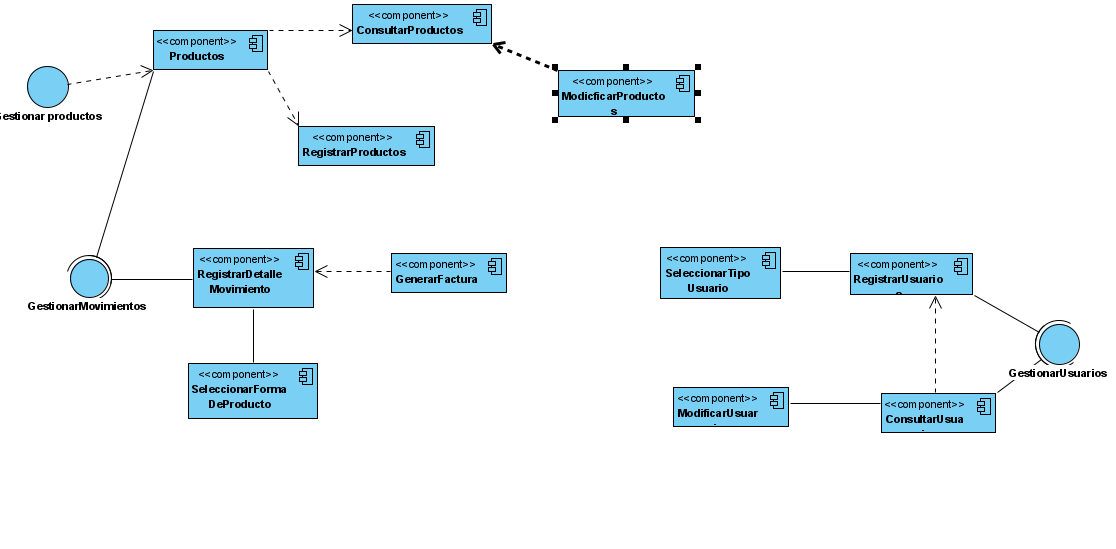 <<component>>
ConsultarProductos
<<component>>
Productos
<<component>>
ModicficarProducto
s
Gestionar productos
<<component>>
RegistrarProductos
<<component>>
RegistrarDetalle
Movimiento
<<component>>
GenerarFactura
GestionarMovimientos
<<component>>
SeleccionarForma
DeProducto
<<component>>
SeleccionarTipo
Usuario
<<component>>
RegistrarUsuario
GestionarUsuarios
<<component>>
ModificarUsuar
<<component>>
ConsultarUsua